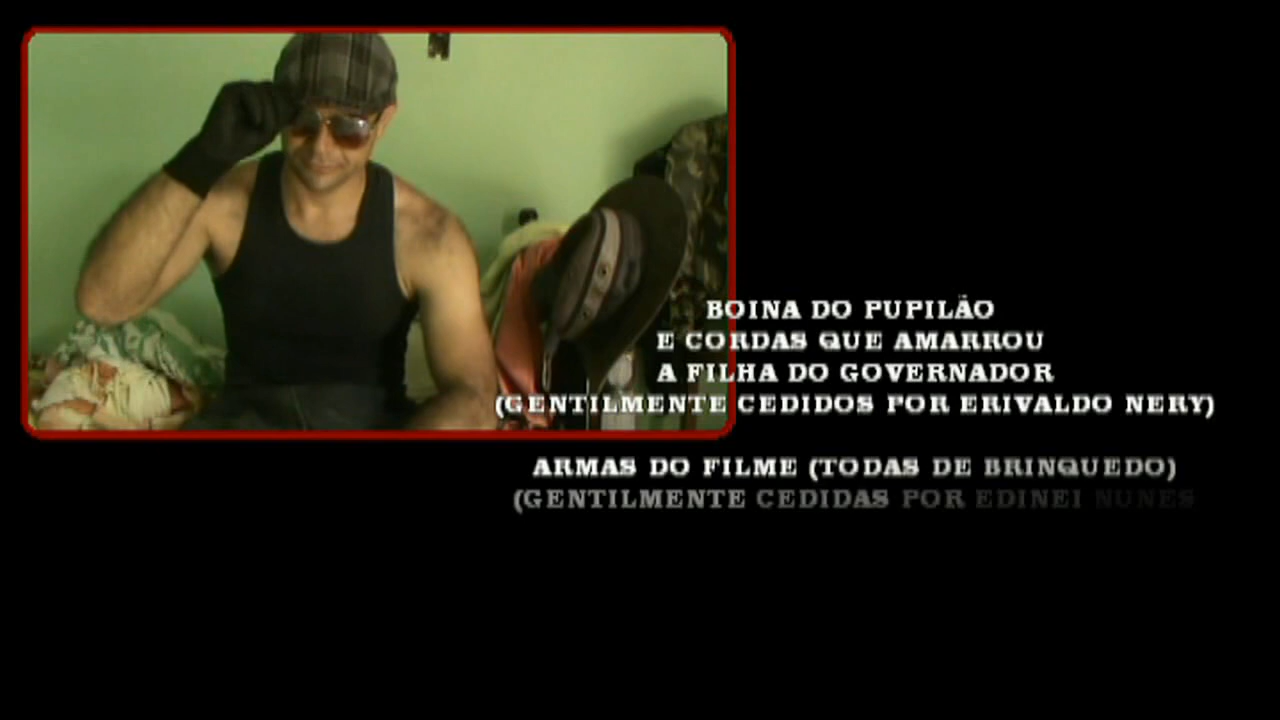 BOINA DO PUPILÃO
E CORDAS QUE AMARROU
A FILHA DO GOVERNADOR
(GENTILMENTE CEDIDOS POR ERIVALDO NERY)
ARMAS DO FILME (TODAS DE BRINQUEDO)
(GENTILMENTE CEDIDAS POR EDINEI NUNES